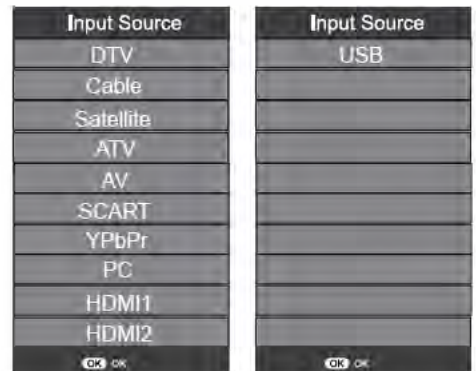 Input Source
DTV
Cable
Satellite
ATV
AV
SCART
YPbPr
PC
HDMI1
HDMI2
OK OK
Input Source
USB
OK OK